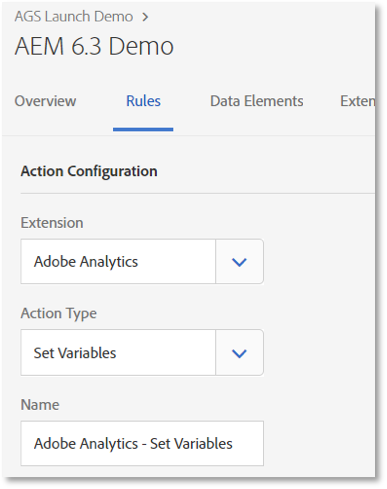 AGS Launch Demo >
AEM 6.3 Demo
Overview Rules Data Elements Exten
Action Configuration
Extension
Adobe Analytics
Action Type
Set Variables
Name
Adobe Analytics - Set Variables